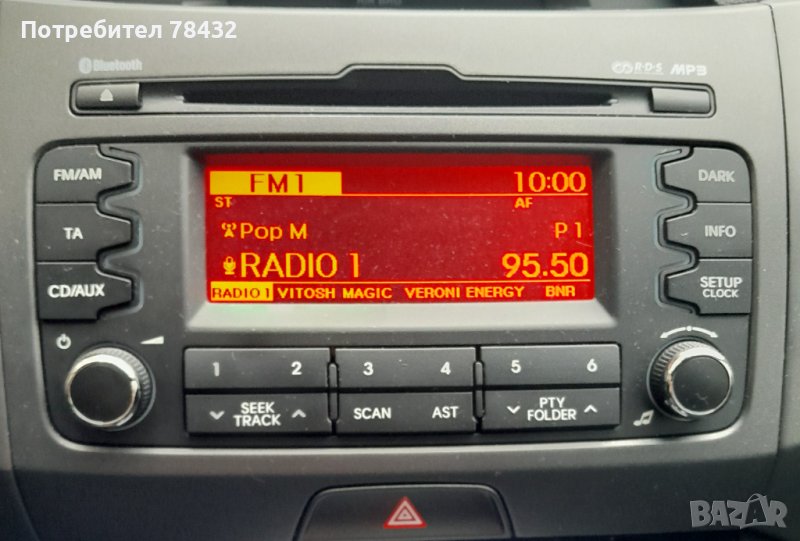 Потребител 78432
Bluetooth
R·D·S MP3
FM/AM
FM1 10:00
DARK
ST AF
TA
Pop M P 1
INFO
RADIO 1 95.50
CD/AUX
SETUP
CLOCK
RADIO 1 VITOSH MAGIC VERONI ENERGY BNR
1 2 3 4 5 6
SEEK
TRACK
SCAN AST
PTY
FOLDER
BAZAR